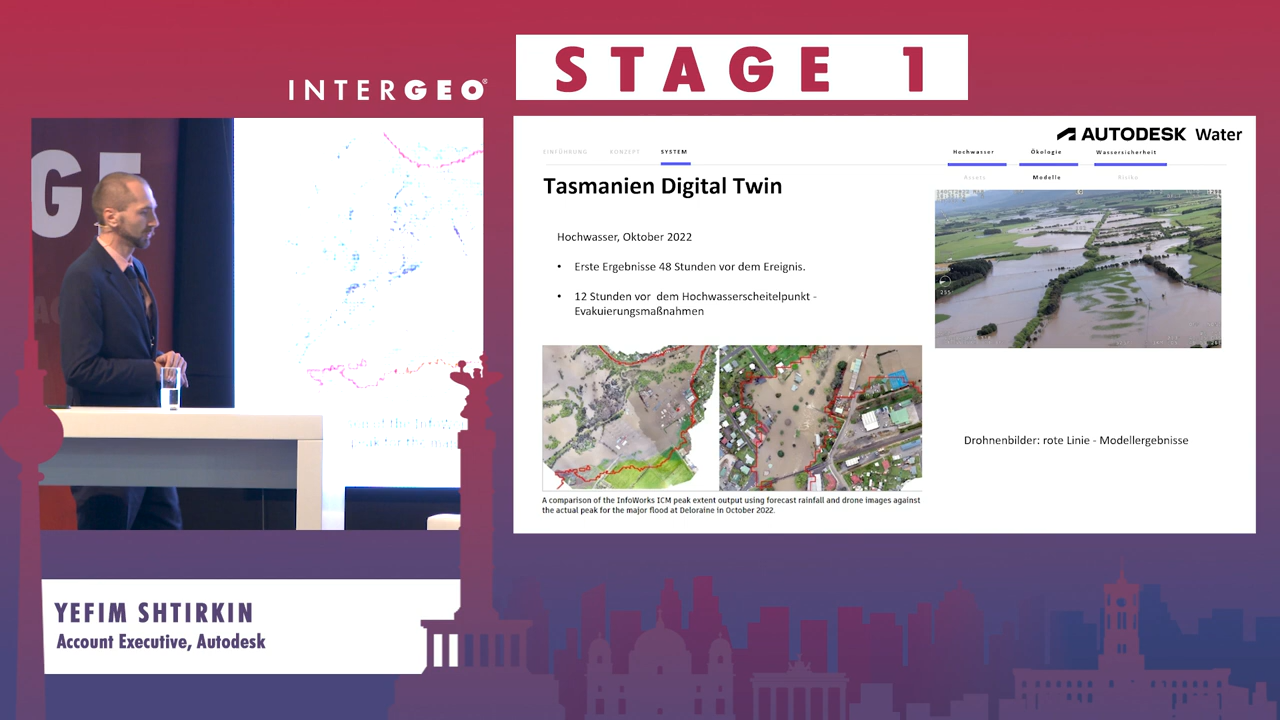 INTERGEO®
STAGE 1
AUTODESK Water
EINFÜHRUNG KONZEPT SYSTEM
Hochwasser Ökologie Wassersicherheit
Assets Modelle Risiko
Tasmanien Digital Twin
Hochwasser, Oktober 2022
• Erste Ergebnisse 48 Stunden vor dem Ereignis.
• 12 Stunden vor dem Hochwasserscheitelpunkt -
Evakuierungsmaßnahmen
255
Drohnenbilder: rote Linie - Modellergebnisse
A comparison of the InfoWorks ICM peak extent output using forecast rainfall and drone images against
the actual peak for the major flood at Deloraine in October 2022.
YEFIM SHTIRKIN
Account Executive, Autodesk